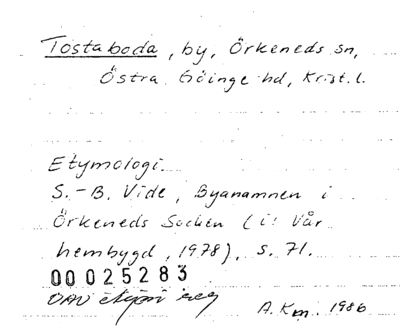 Tostaboda, by, Örkeneds sn,
Östra Göinge hd, Krist. l.
Etymologi.
S.-B. Vide, Byanamnen i
Örkeneds Socken (i: Vår
hembygd, 1978), s. 71.
00025283
OAU
A. Km. 1986